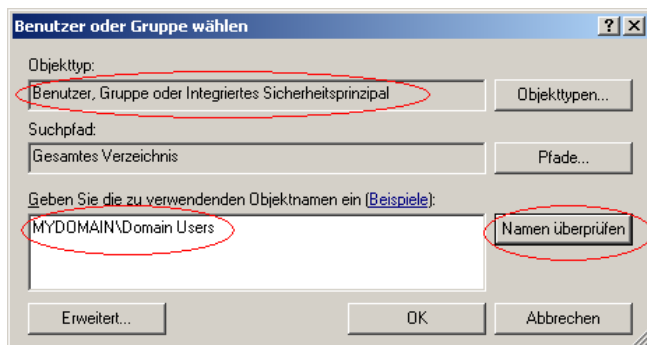 Benutzer oder Gruppe wählen
Objekttyp:
Benutzer, Gruppe oder Integriertes Sicherheitsprinzipal
Objekttypen...
Suchpfad:
Gesamtes Verzeichnis
Pfade...
Geben Sie die zu verwendenden Objektnamen ein (Beispiele):
MYDOMAIN\Domain Users
Namen überprüfen
Erweitert...
OK
Abbrechen